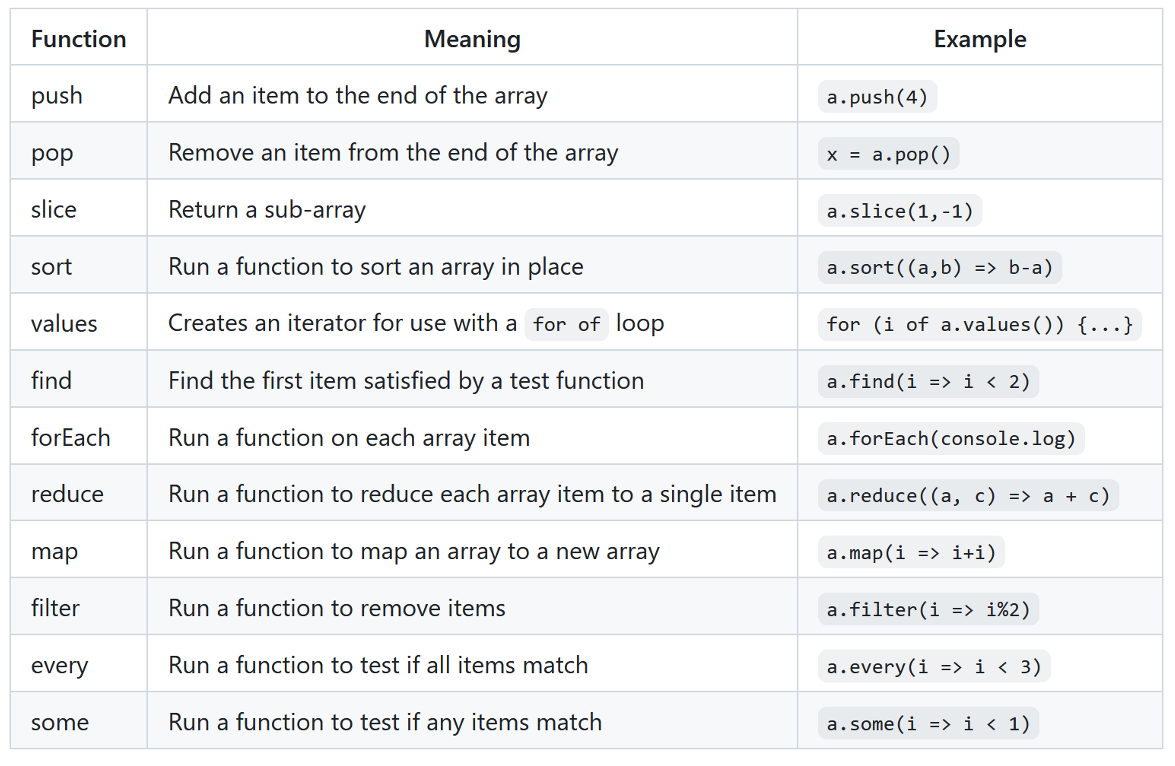 Function Meaning Example
push Add an item to the end of the array a.push(4)
pop Remove an item from the end of the array x = a.pop()
slice Return a sub-array a.slice(1,-1)
sort Run a function to sort an array in place a.sort((a,b) => b-a)
values Creates an iterator for use with a for of loop for (i of a.values()) {...}
find Find the first item satisfied by a test function a.find(i => i < 2)
forEach Run a function on each array item a.forEach(console.log)
reduce Run a function to reduce each array item to a single item a.reduce((a, c) => a + c)
map Run a function to map an array to a new array a.map(i => i+i)
filter Run a function to remove items a.filter(i => i%2)
every Run a function to test if all items match a.every(i => i < 3)
some Run a function to test if any items match a.some(i => i < 1)